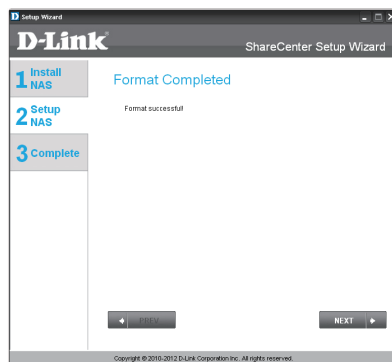 D Setup Wizard
D-Link
ShareCenter Setup Wizard
1 Install NAS
Format Completed
Format successful!
2 Setup NAS
3 Complete
PREV
NEXT
Copyright © 2010-2012 D-Link Corporation Inc. All rights reserved.